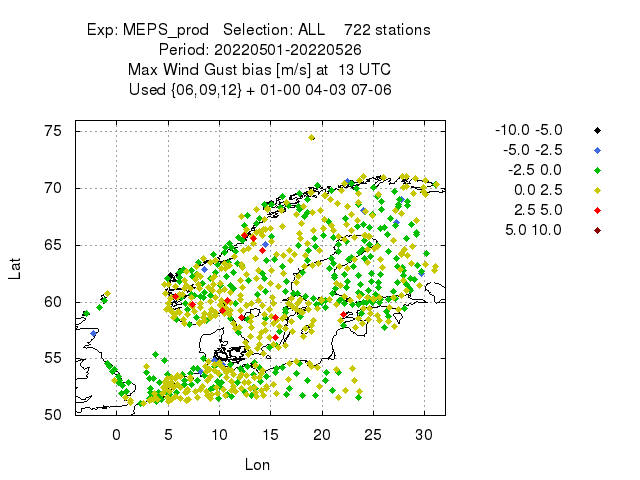 Exp: MEPS_prod   Selection: ALL    722 stations
Period: 20220501-20220526
Max Wind Gust bias [m/s] at  13 UTC
Used {06,09,12} + 01-00 04-03 07-06
-10.0 -5.0
-5.0 -2.5
-2.5 0.0
0.0 2.5
2.5 5.0
5.0 10.0
75
70
65
60
55
50
Lat
0 5 10 15 20 25 30
Lon